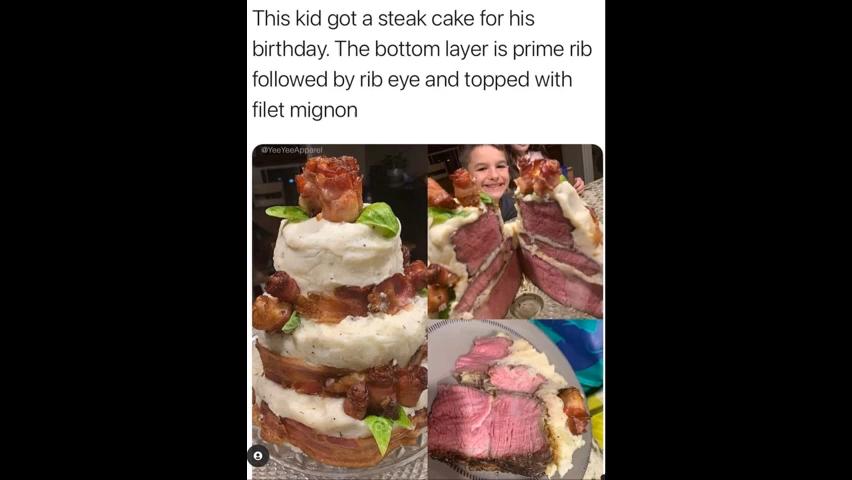 This kid got a steak cake for his
birthday. The bottom layer is prime rib
followed by rib eye and topped with
filet mignon
@YeeYeeApparel